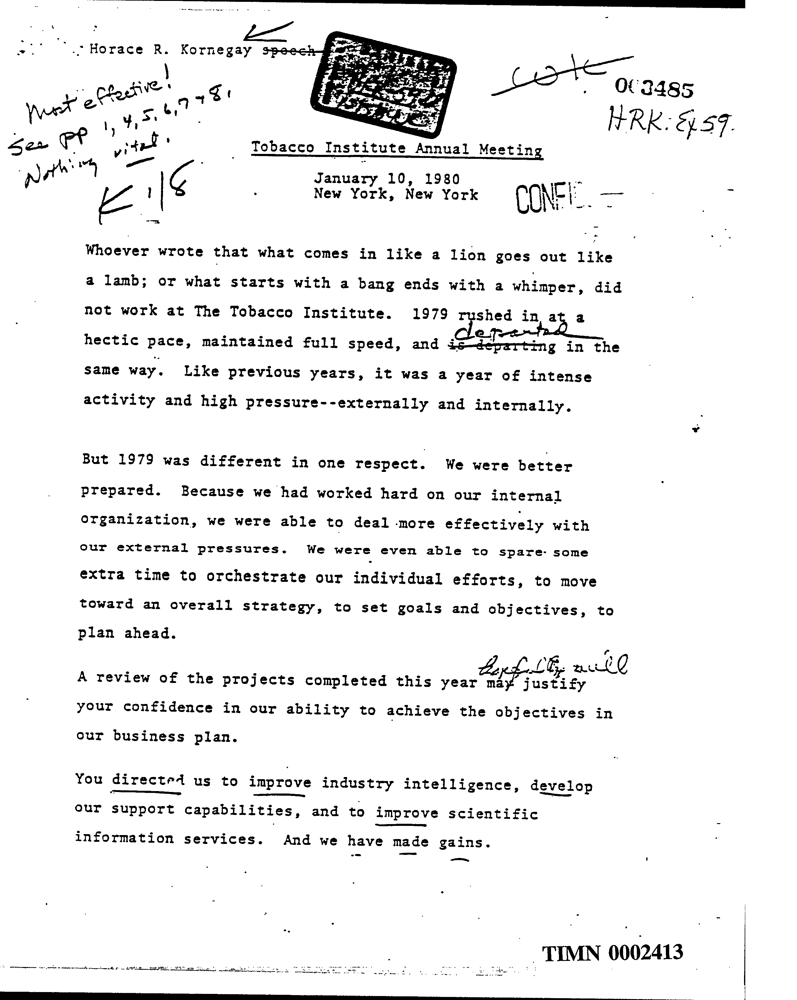 Horace R. Kornegay speech
Most effective!
See pp 1, 4, 5, 6, 7 + 8,
Nothing vital.
K 1/8
003485
HRK: Ex 59.
Tobacco Institute Annual Meeting
January 10, 1980
New York, New York
Whoever wrote that what comes in like a lion goes out like
a lamb; or what starts with a bang ends with a whimper, did
not work at The Tobacco Institute. 1979 rushed in at a
departed
hectic pace, maintained full speed, and is departing in the
same way. Like previous years, it was a year of intense
activity and high pressure--externally and internally.
But 1979 was different in one respect. We were better
prepared. Because we had worked hard on our internal
organization, we were able to deal more effectively with
our external pressures. We were even able to spare some
extra time to orchestrate our individual efforts, to move
toward an overall strategy, to set goals and objectives, to
plan ahead.
hopefully will
A review of the projects completed this year may justify
your confidence in our ability to achieve the objectives in
our business plan.
You directed us to improve industry intelligence, develop
our support capabilities, and to improve scientific
information services. And we have made gains.
TIMN 0002413